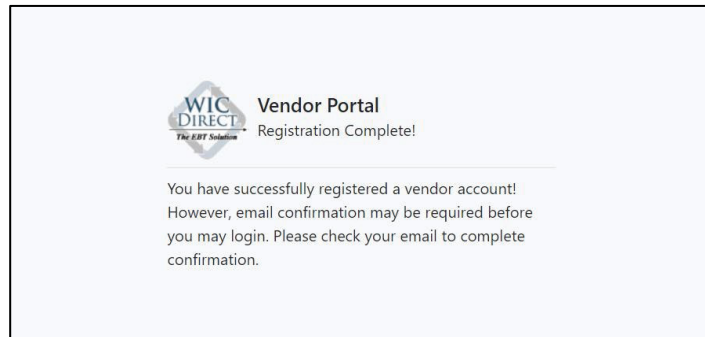 WIC
DIRECT
The EBT Solution
Vendor Portal
Registration Complete!
You have successfully registered a vendor account!
However, email confirmation may be required before
you may login. Please check your email to complete
confirmation.